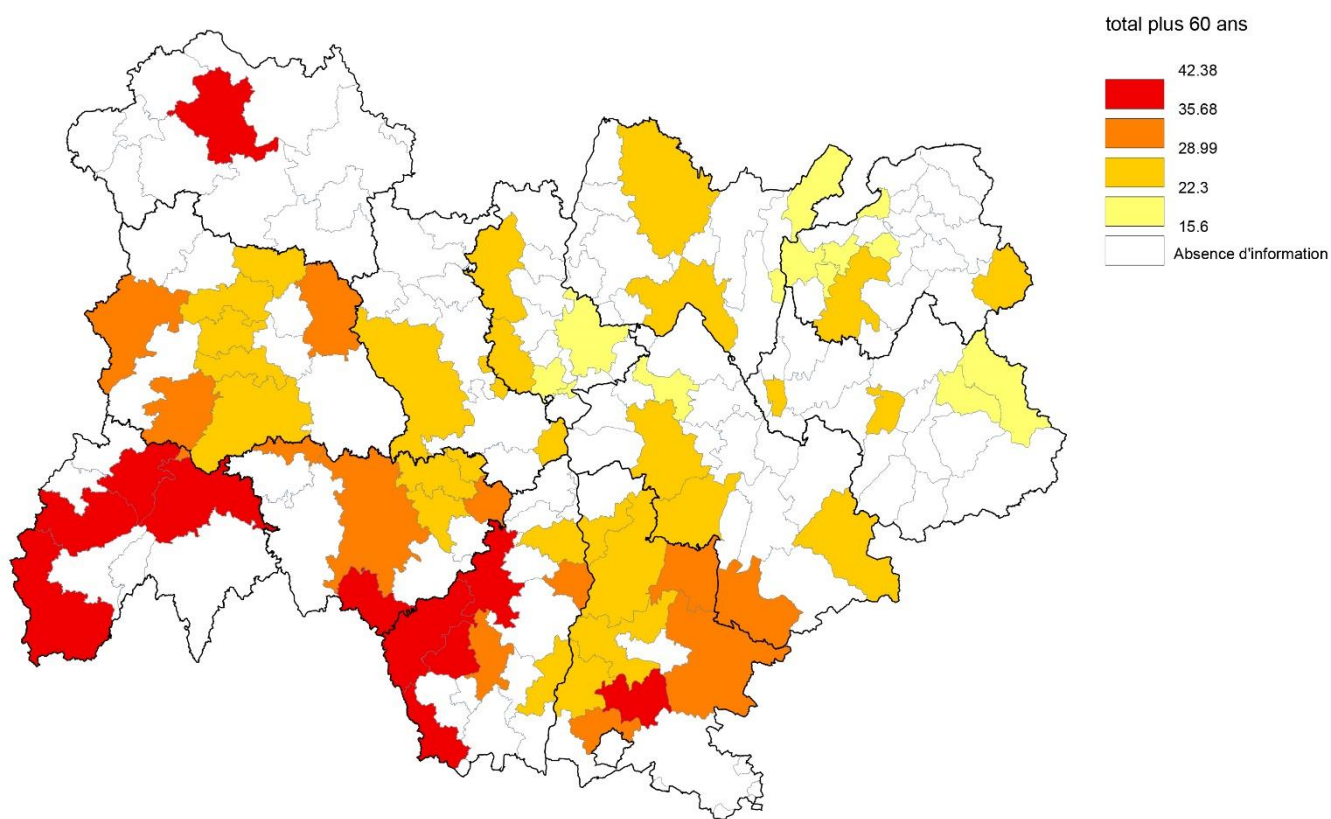 total plus 60 ans
42.38
35.68
28.99
22.3
15.6
Absence d'information